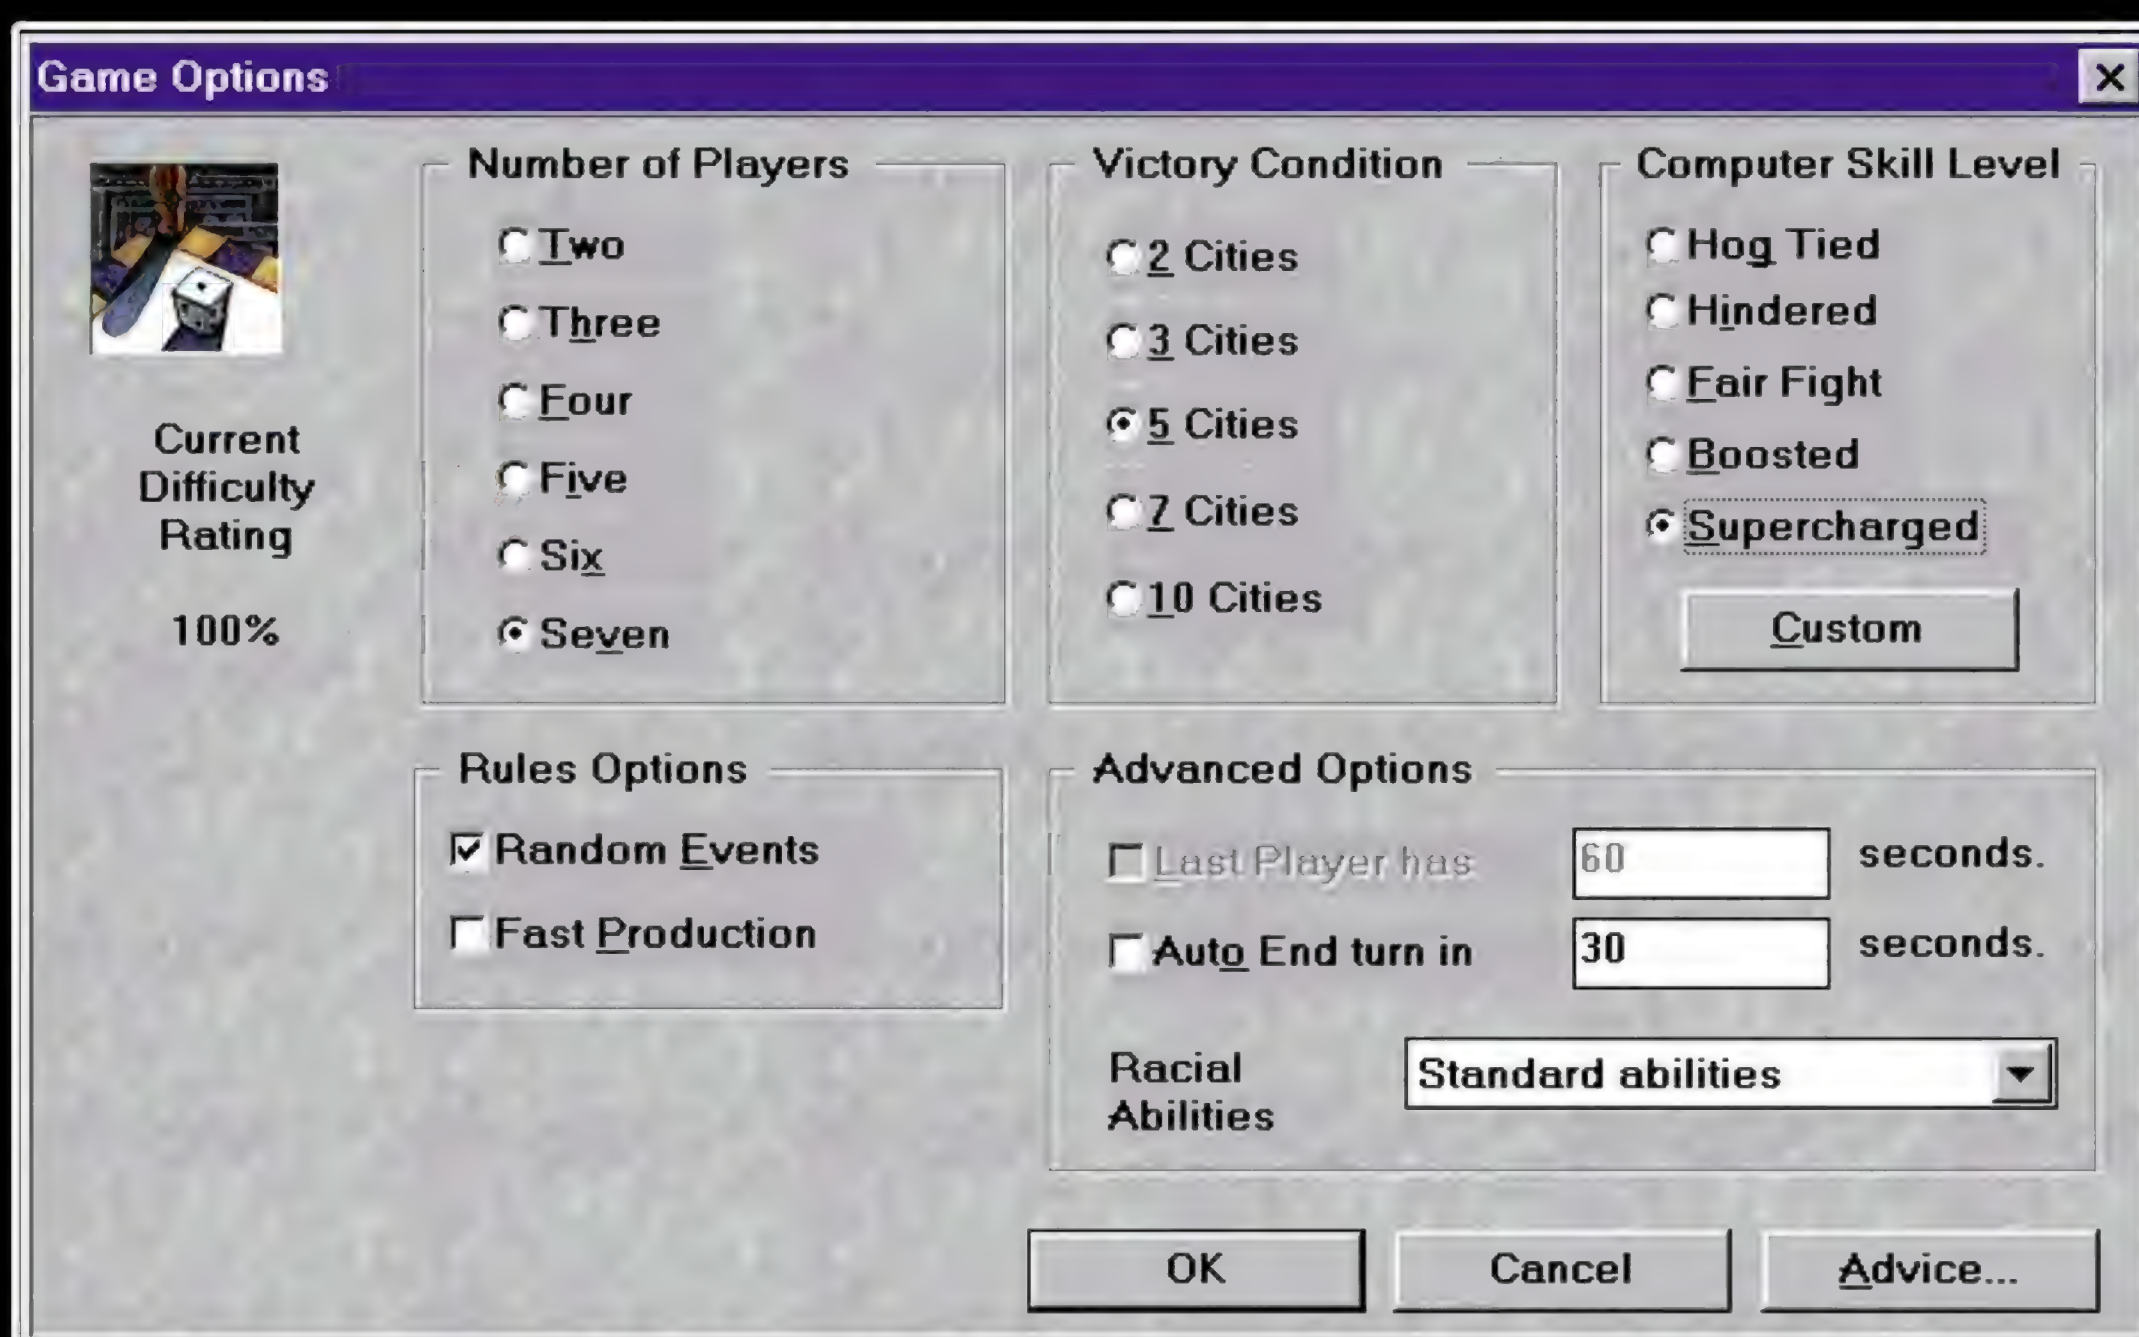 Game Options
Current
Difficulty
Rating
100%
Number of Players
Two
Three
Four
Five
Six
Seven
Victory Condition
2 Cities
3 Cities
5 Cities
7 Cities
10 Cities
Computer Skill Level
Hog Tied
Hindered
Fair Fight
Boosted
Supercharged
Custom
Rules Options
Random Events
Fast Production
Advanced Options
Last Player has 60 seconds.
Auto End turn in 30 seconds.
Racial
Abilities
Standard abilities
OK Cancel Advice...